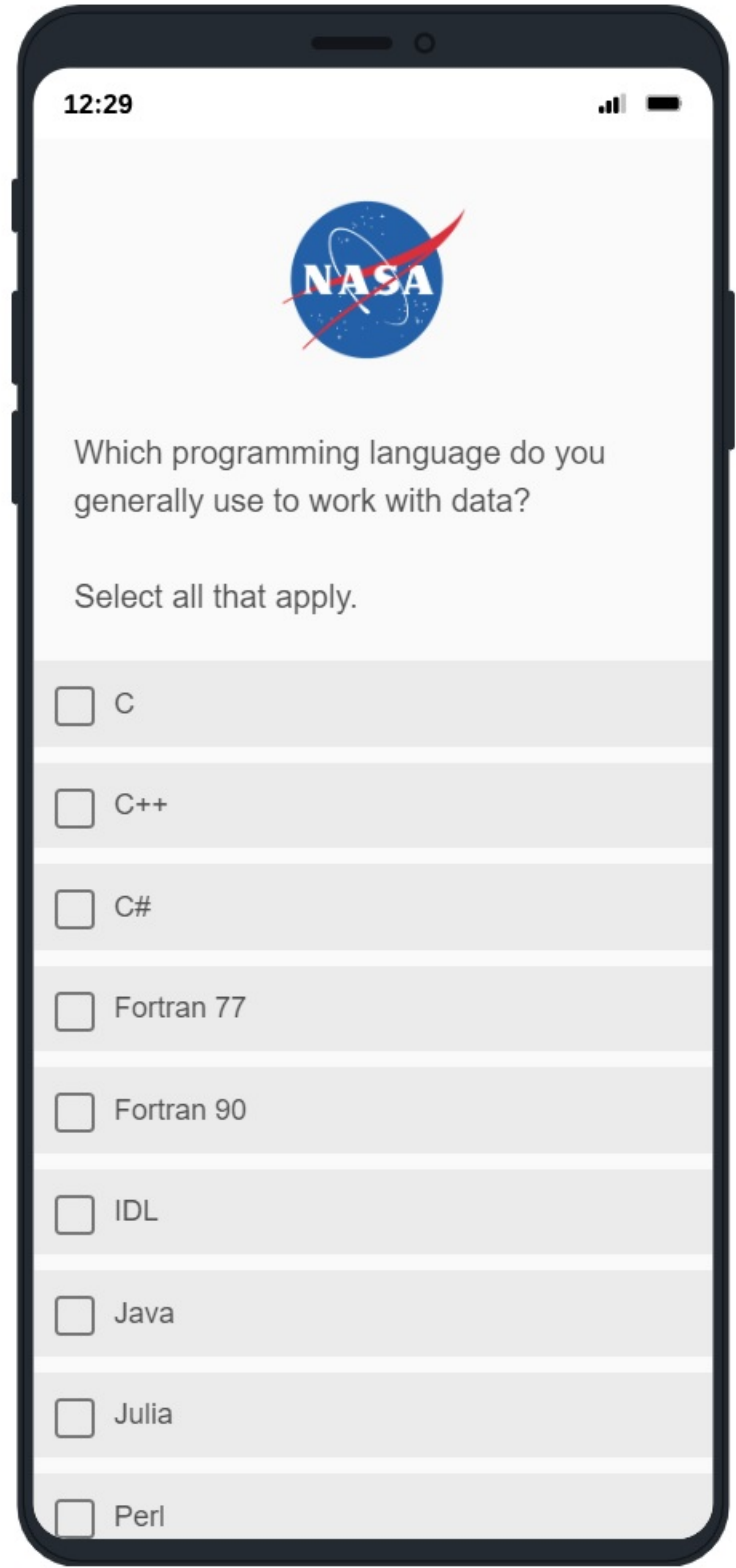 12:29
NASA
Which programming language do you
generally use to work with data?
Select all that apply.
C
C++
C#
Fortran 77
Fortran 90
IDL
Java
Julia
Perl